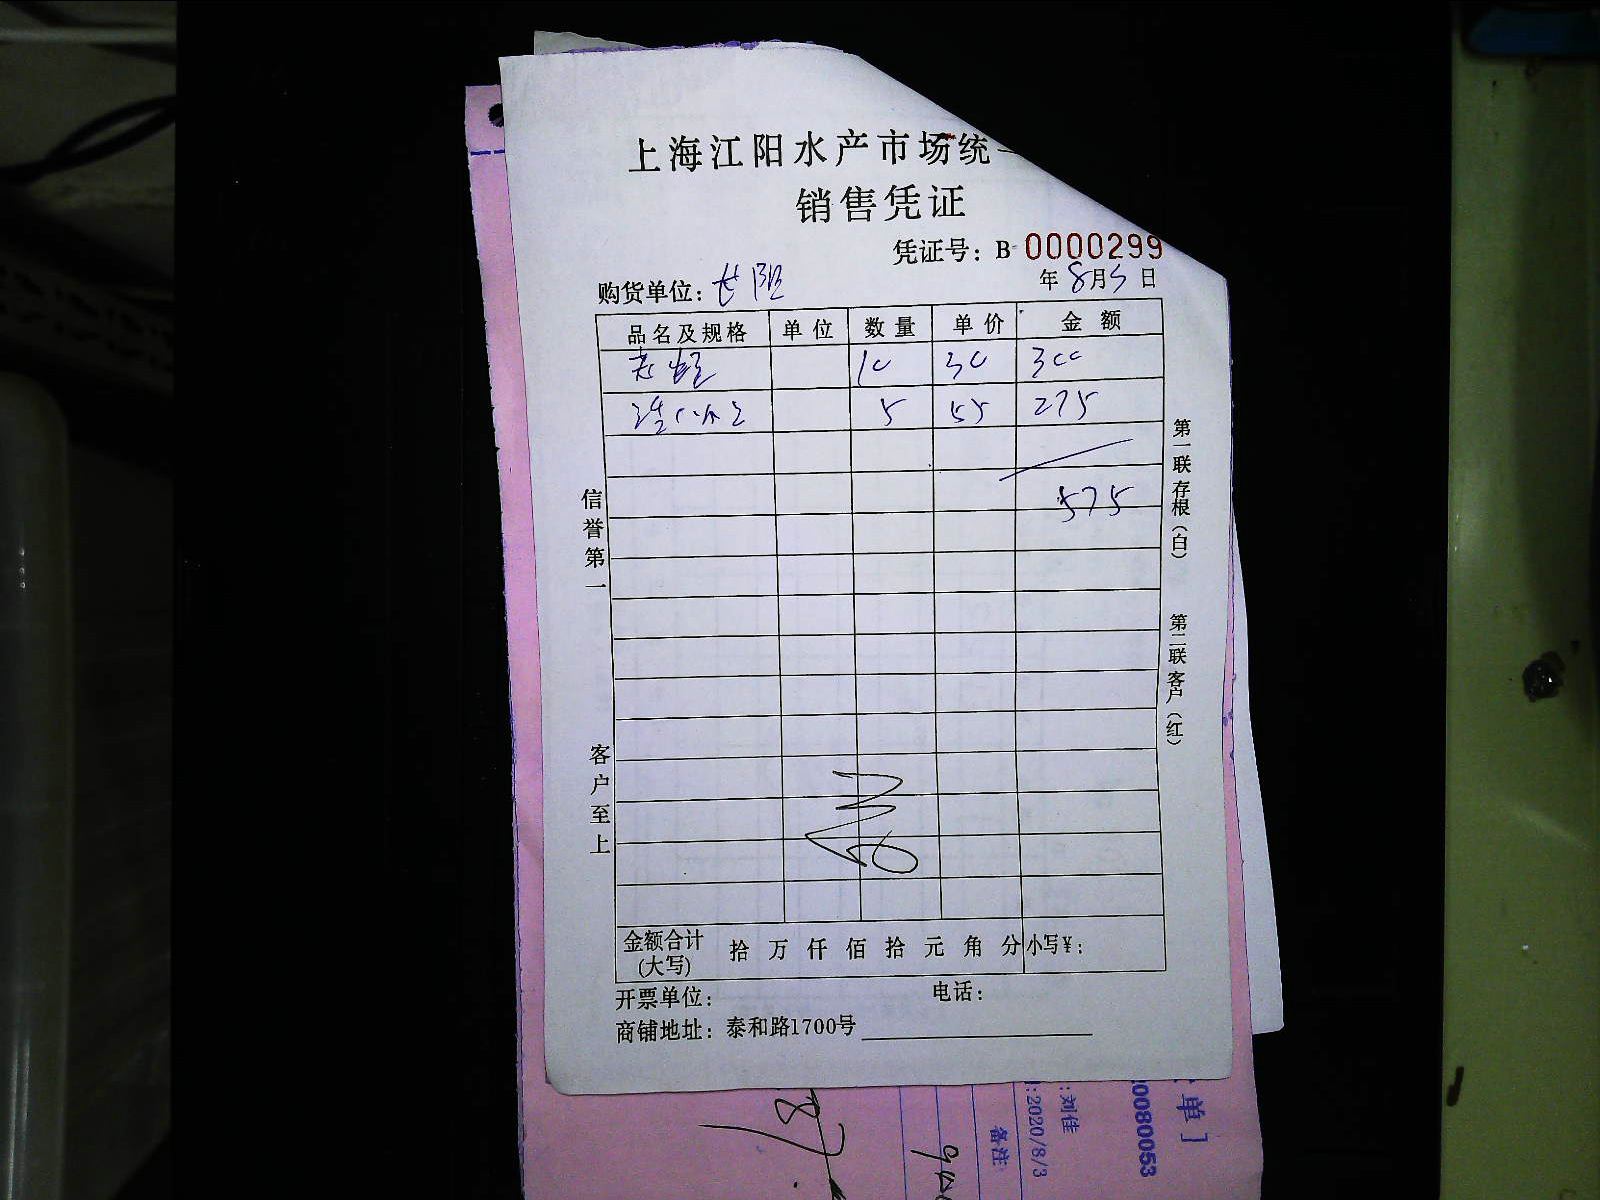 上海江阳水产市场统一
销售凭证
凭证号：B 0000299
购货单位：长阳 年8月5日
品名及规格 单位 数量 单价 金额
10 30 300
5 55 275
575
信誉第一
客户至上
第一联存根（白）
第二联客户（红）
金额合计(大写) 拾 万 仟 佰 拾 元 角 分 小写¥：
开票单位： 电话：
商铺地址：泰和路1700号
单]
00080053
：刘佳
：2020/8/3
备注